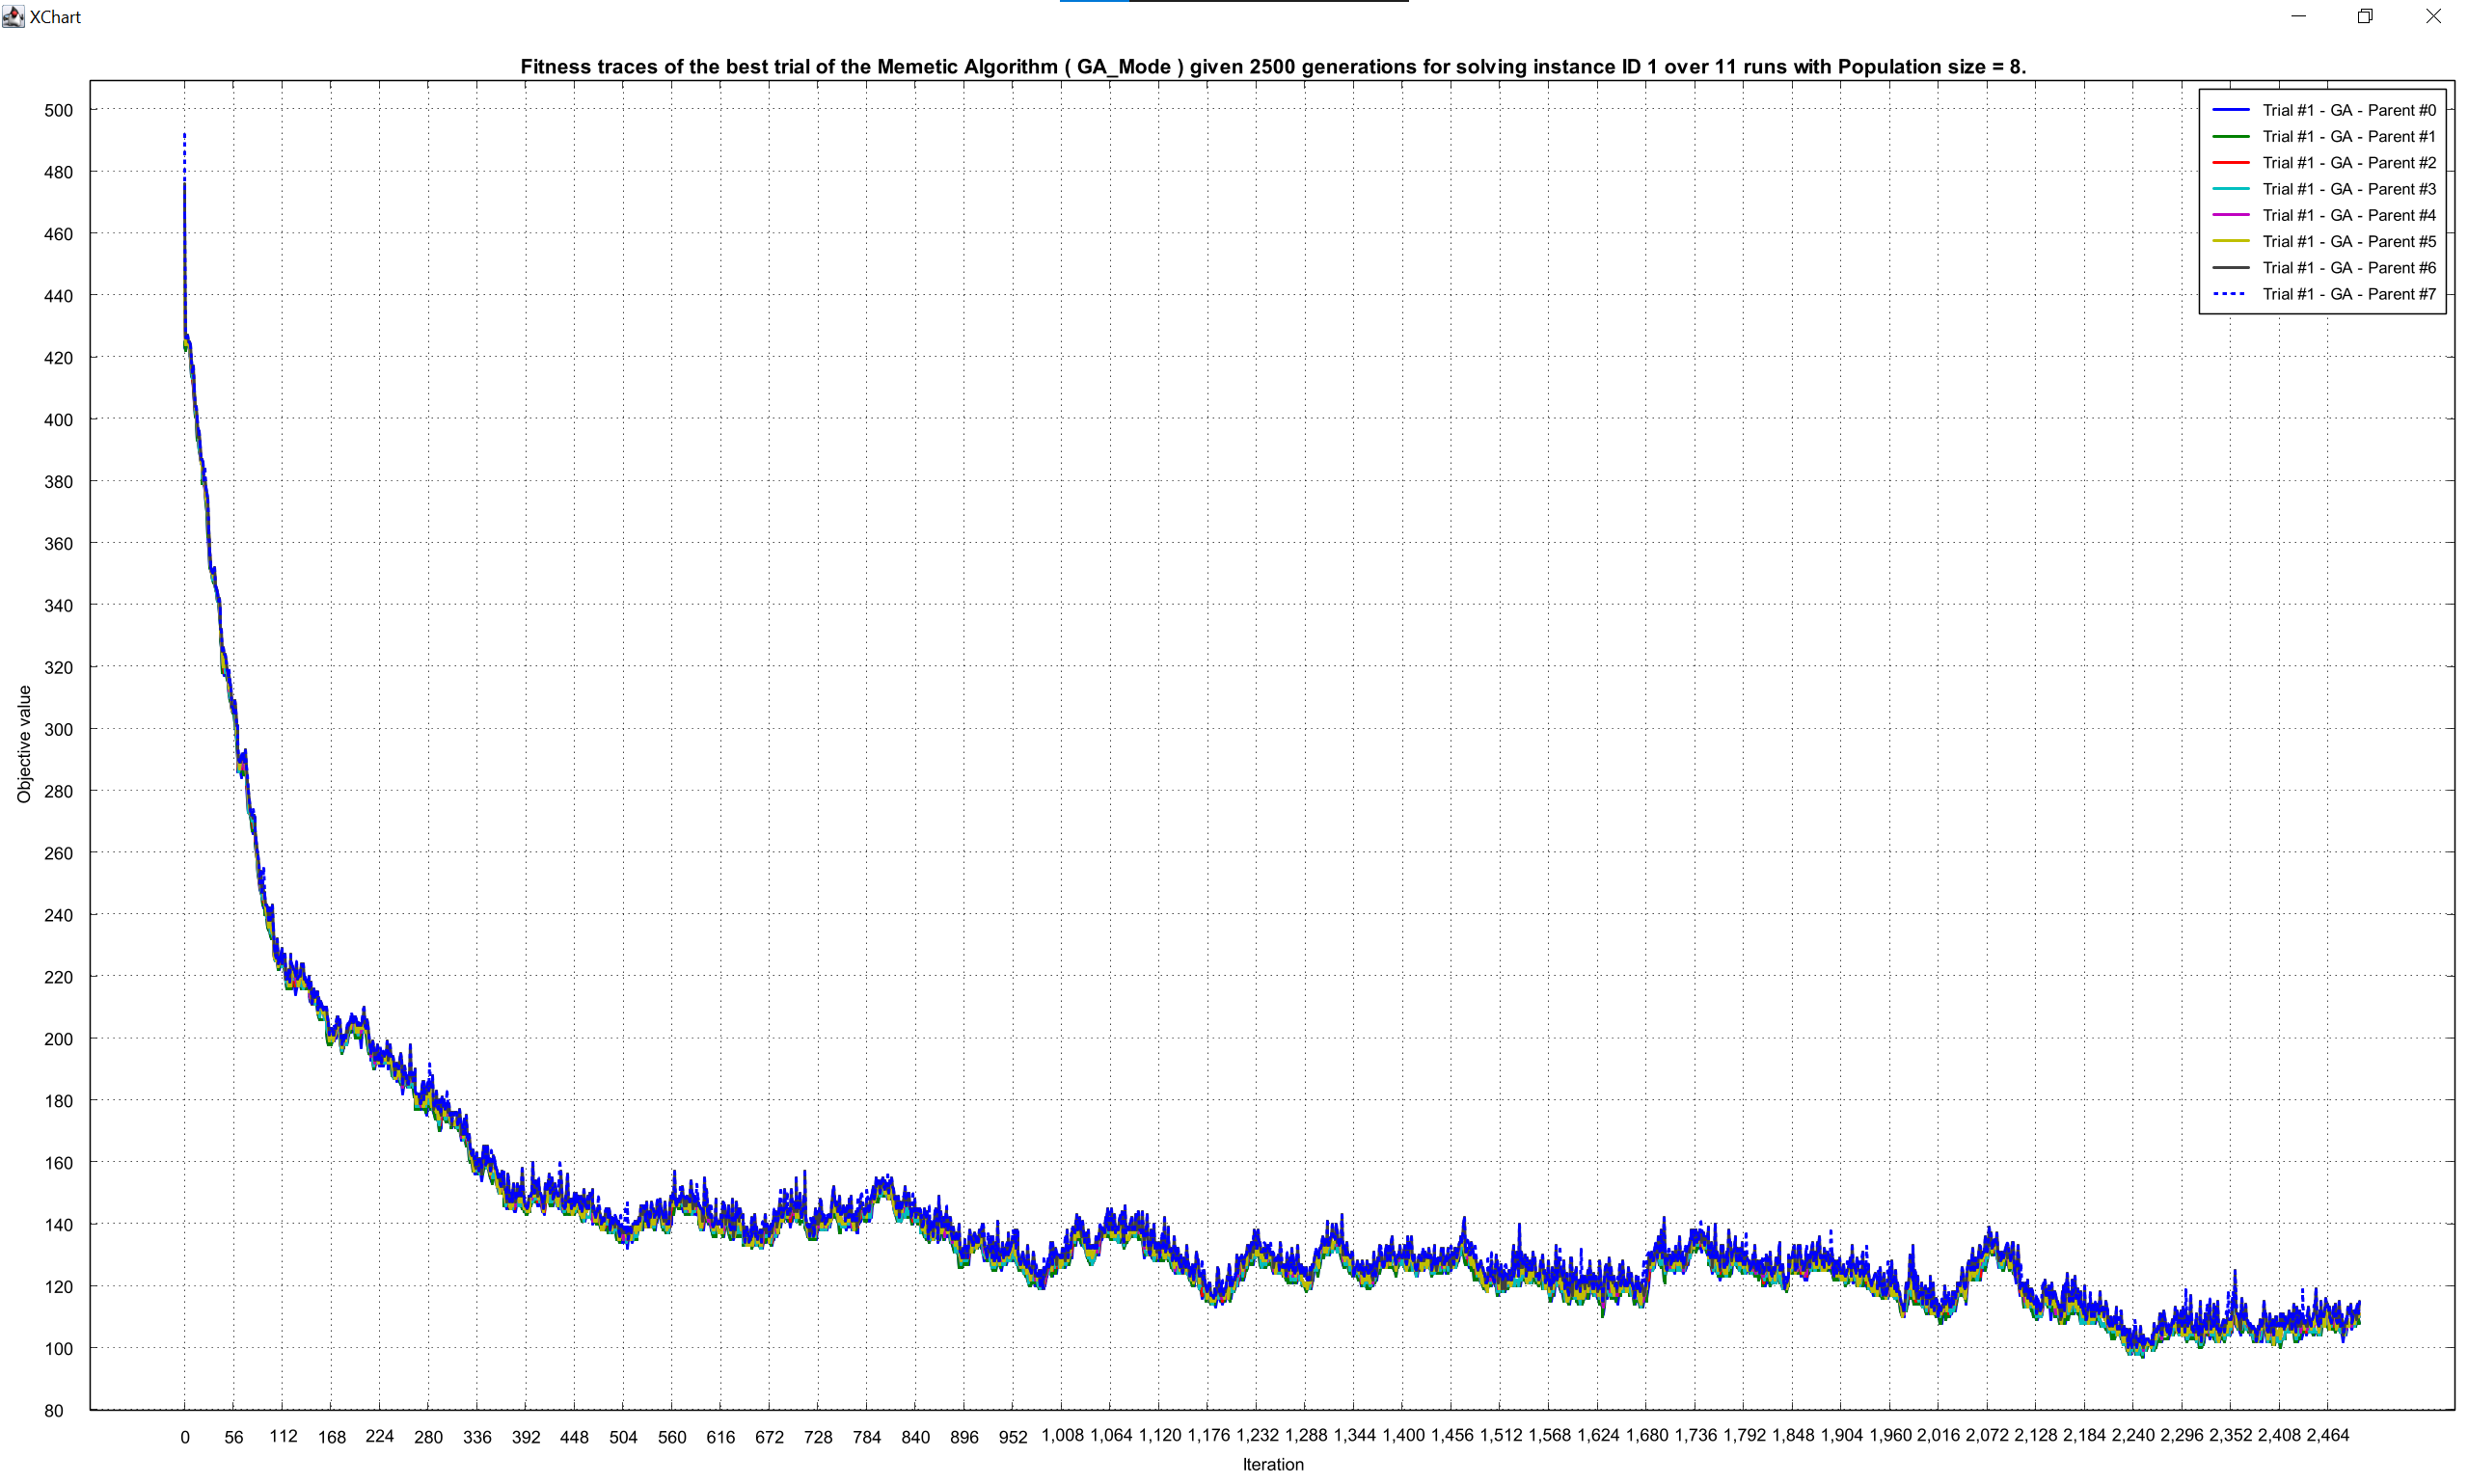 XChart
Fitness traces of the best trial of the Memetic Algorithm ( GA_Mode ) given 2500 generations for solving instance ID 1 over 11 runs with Population size = 8.
Trial #1 - GA - Parent #0
Trial #1 - GA - Parent #1
Trial #1 - GA - Parent #2
Trial #1 - GA - Parent #3
Trial #1 - GA - Parent #4
Trial #1 - GA - Parent #5
Trial #1 - GA - Parent #6
Trial #1 - GA - Parent #7
500
480
460
440
420
400
380
360
340
320
300
280
260
240
220
200
180
160
140
120
100
80
Objective value
0 56 112 168 224 280 336 392 448 504 560 616 672 728 784 840 896 952 1,008 1,064 1,120 1,176 1,232 1,288 1,344 1,400 1,456 1,512 1,568 1,624 1,680 1,736 1,792 1,848 1,904 1,960 2,016 2,072 2,128 2,184 2,240 2,296 2,352 2,408 2,464
Iteration